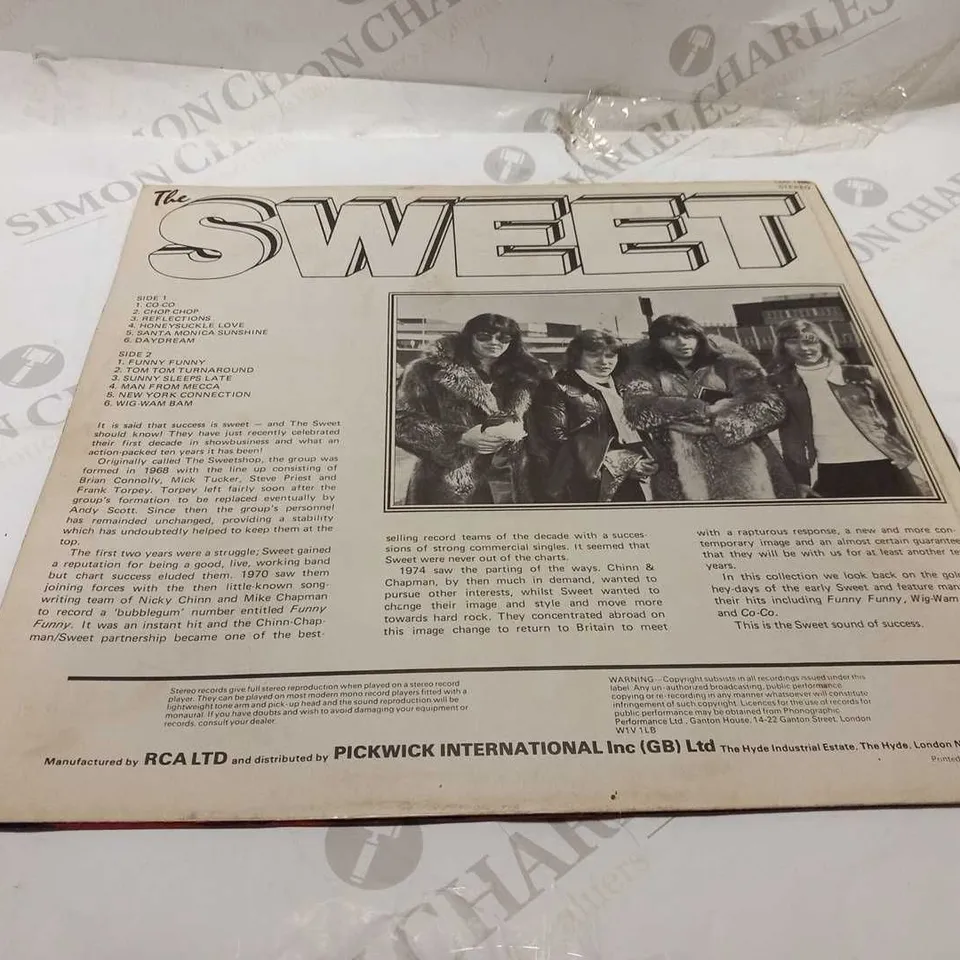 The
SWEET
STEREO
SIDE 1
1. CO-CO
2. CHOP CHOP
3. REFLECTIONS
4. HONEYSUCKLE LOVE
5. SANTA MONICA SUNSHINE
6. DAYDREAM
SIDE 2
1. FUNNY FUNNY
2. TOM TOM TURNAROUND
3. SUNNY SLEEPS LATE
4. MAN FROM MECCA
5. NEW YORK CONNECTION
6. WIG-WAM BAM
It is said that success is sweet — and The Sweet
should know! They have just recently celebrated
their first decade in showbusiness and what an
action-packed ten years it has been!
Originally called The Sweetshop, the group was
formed in 1968 with the line up consisting of
Brian Connolly, Mick Tucker, Steve Priest and
Frank Torpey. Torpey left fairly soon after the
group's formation to be replaced eventually by
Andy Scott. Since then the group's personnel
has remainded unchanged, providing a stability
which has undoubtedly helped to keep them at the
top.
The first two years were a struggle; Sweet gained
a reputation for being a good, live, working band
but chart success eluded them. 1970 saw them
joining forces with the then little-known song-
writing team of Nicky Chinn and Mike Chapman
to record a 'bubblegum' number entitled Funny
Funny. It was an instant hit and the Chinn-Chap-
man/Sweet partnership became one of the best-
selling record teams of the decade with a succes-
sions of strong commercial singles. It seemed that
Sweet were never out of the charts.
1974 saw the parting of the ways. Chinn &
Chapman, by then much in demand, wanted to
pursue other interests, whilst Sweet wanted to
change their image and style and move more
towards hard rock. They concentrated abroad on
this image change to return to Britain to meet
with a rapturous response, a new and more con-
temporary image and an almost certain guarantee
that they will be with us for at least another te
years.
In this collection we look back on the gol
hey-days of the early Sweet and feature man
their hits including Funny Funny, Wig-Wam
and Co-Co.
This is the Sweet sound of success.
Stereo records give full stereo reproduction when played on a stereo record
player. They can be played on most modern mono record players fitted with a
lightweight tone arm and pick-up head and the sound reproduction will be
monaural. If you have doubts and wish to avoid damaging your equipment or
records, consult your dealer.
WARNING—Copyright subsists in all recordings issued under this
label. Any un-authorized broadcasting, public performance,
copying or re-recording in any manner whatsoever will constitute
infringement of such copyright. Licences for the use of records for
public performance may be obtained from Phonographic
Performance Ltd., Ganton House, 14-22 Ganton Street, London
W1V 1LB
Manufactured by RCA LTD and distributed by PICKWICK INTERNATIONAL Inc (GB) Ltd The Hyde Industrial Estate, The Hyde, London N
Printed
SIMON CHARLES
SIMON CHARLES